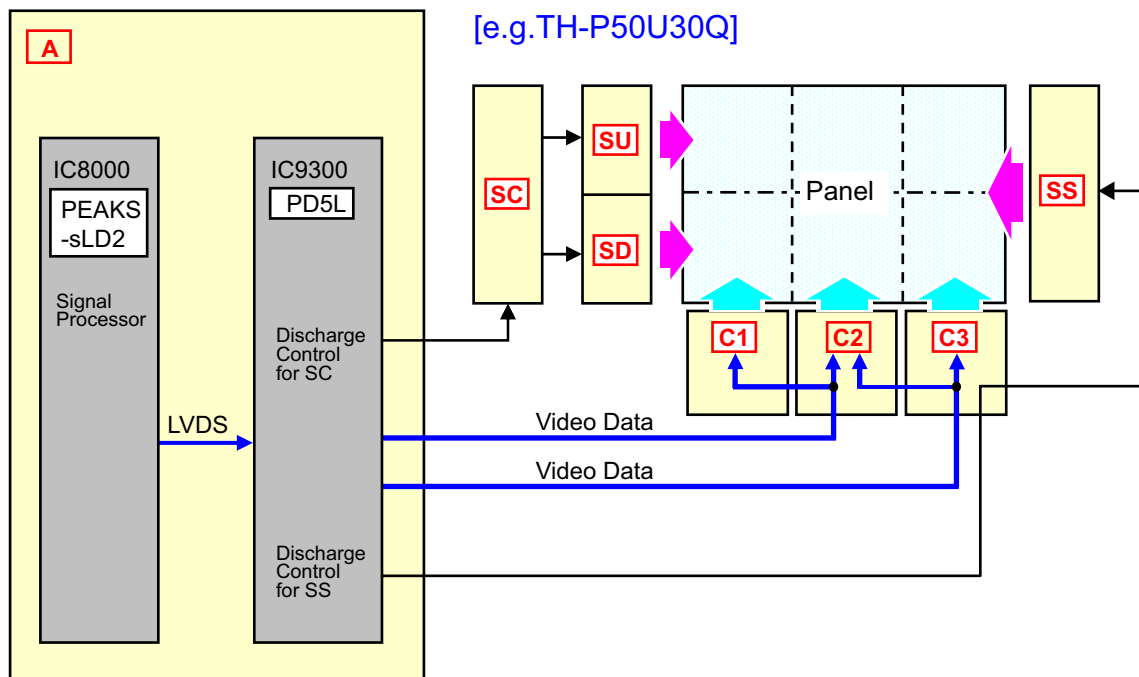 [e.g.TH-P50U30Q]
A
IC8000
PEAKS
-sLD2
Signal
Processor
LVDS
IC9300
PD5L
Discharge
Control
for SC
Discharge
Control
for SS
SC
SU
SD
Panel
SS
C1
C2
C3
Video Data
Video Data